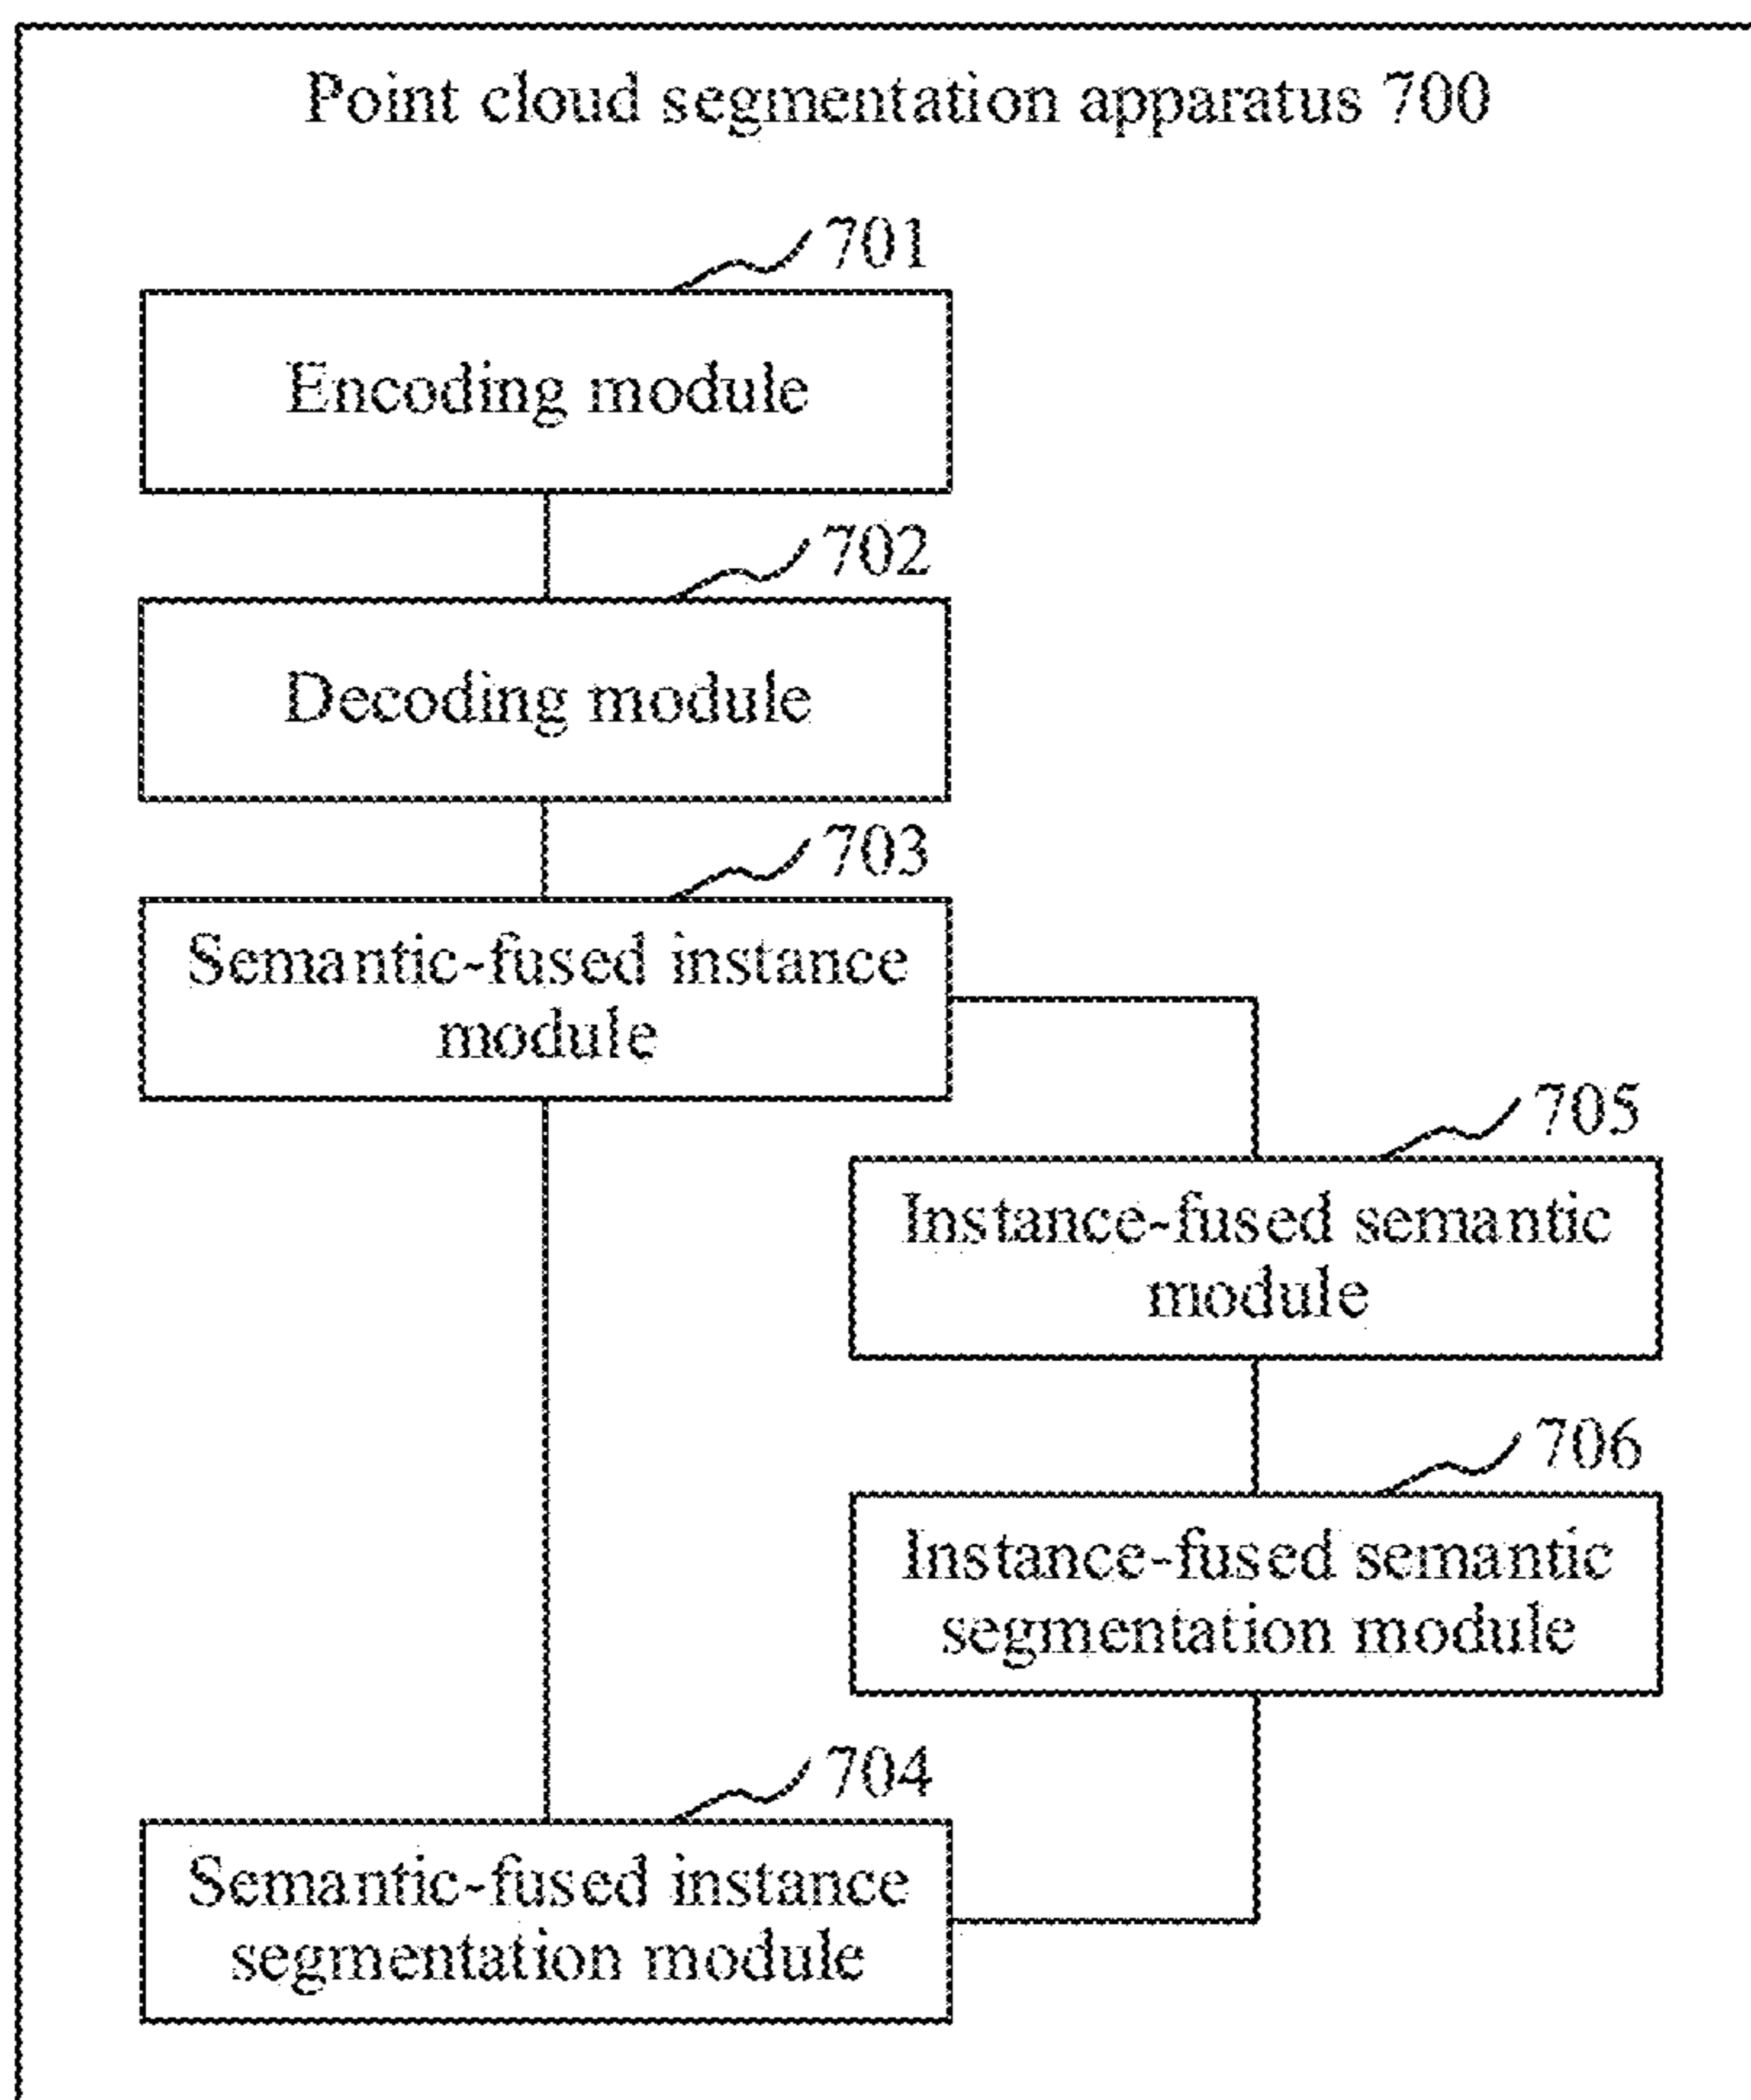 Point cloud segmentation apparatus 700
701
Encoding module
702
Decoding module
703
Semantic-fused instance
module
705
Instance-fused semantic
module
706
Instance-fused semantic
segmentation module
704
Semantic-fused instance
segmentation module